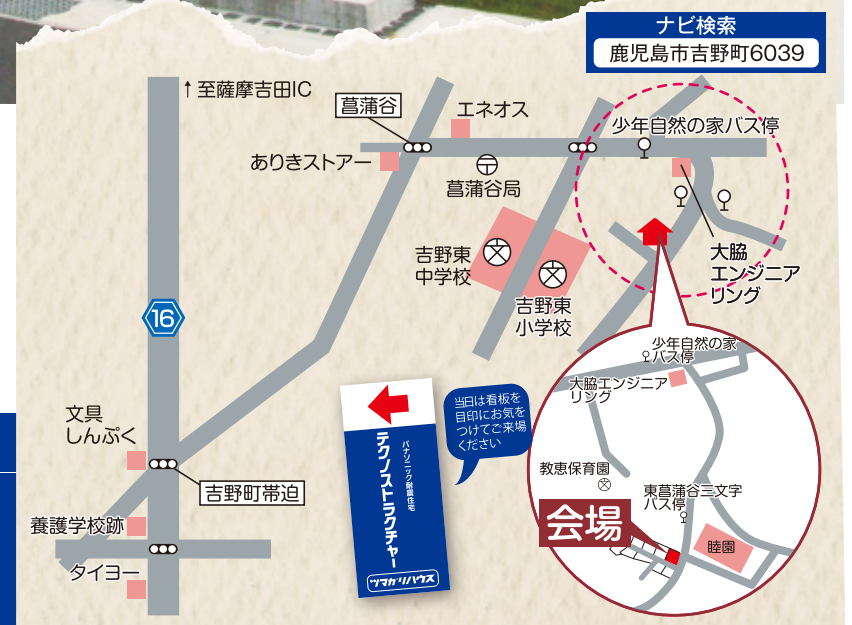 ナビ検索
鹿児島市吉野町6039
↑至薩摩吉田IC
菖蒲谷
エネオス
少年自然の家バス停
ありきストアー
菖蒲谷局
吉野東
中学校
吉野東
小学校
大脇
エンジニア
リング
16
文具
しんぷく
吉野町帯迫
養護学校跡
タイヨー
パナソニック耐震住宅
テクノストラクチャー
ツマガリハウス
当日は看板を
目印にお気を
つけてご来場
ください
少年自然の家
バス停
大脇エンジニア
リング
教恵保育園
東菖蒲谷三文字
バス停
会場
睦園